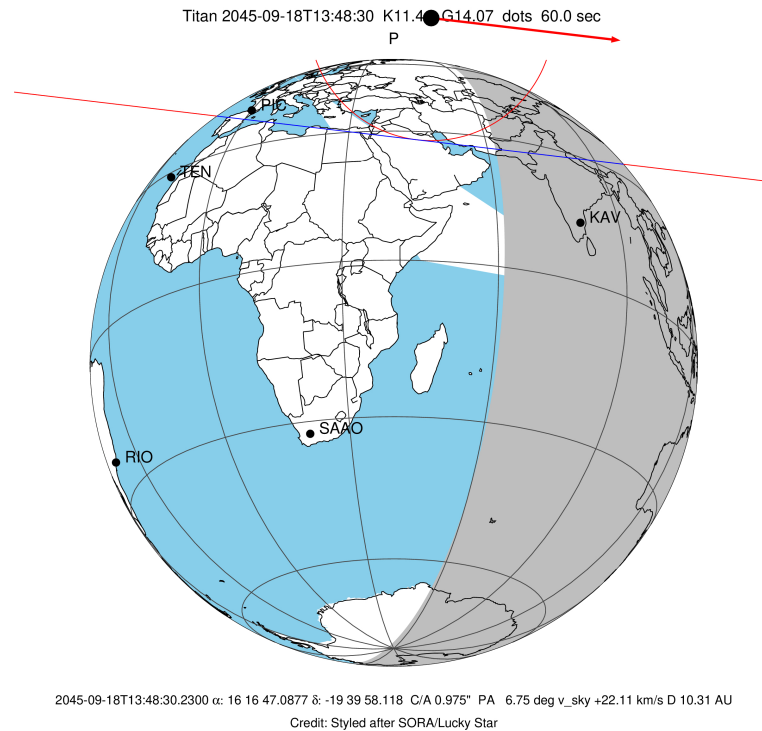 Titan 2045-09-18T13:48:30 K11.4 G14.07 dots 60.0 sec
P
PIC
TEN
KAV
SAAO
RIO
2045-09-18T13:48:30.2300 α: 16 16 47.0877 δ: -19 39 58.118 C/A 0.975" PA 6.75 deg v_sky +22.11 km/s D 10.31 AU
Credit: Styled after SORA/Lucky Star